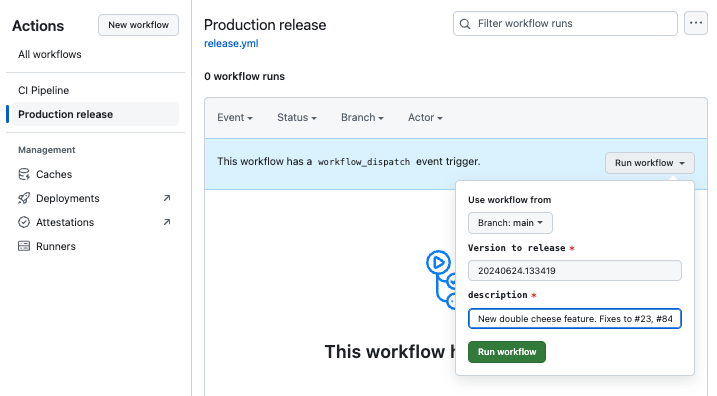 Actions
New workflow
All workflows
CI Pipeline
Production release
Management
Caches
Deployments
Attestations
Runners
Production release
release.yml
Filter workflow runs
0 workflow runs
Event
Status
Branch
Actor
This workflow has a workflow_dispatch event trigger.
Run workflow
Use workflow from
Branch: main
Version to release *
20240624.133419
description *
New double cheese feature. Fixes to #23, #84
Run workflow
This workflow